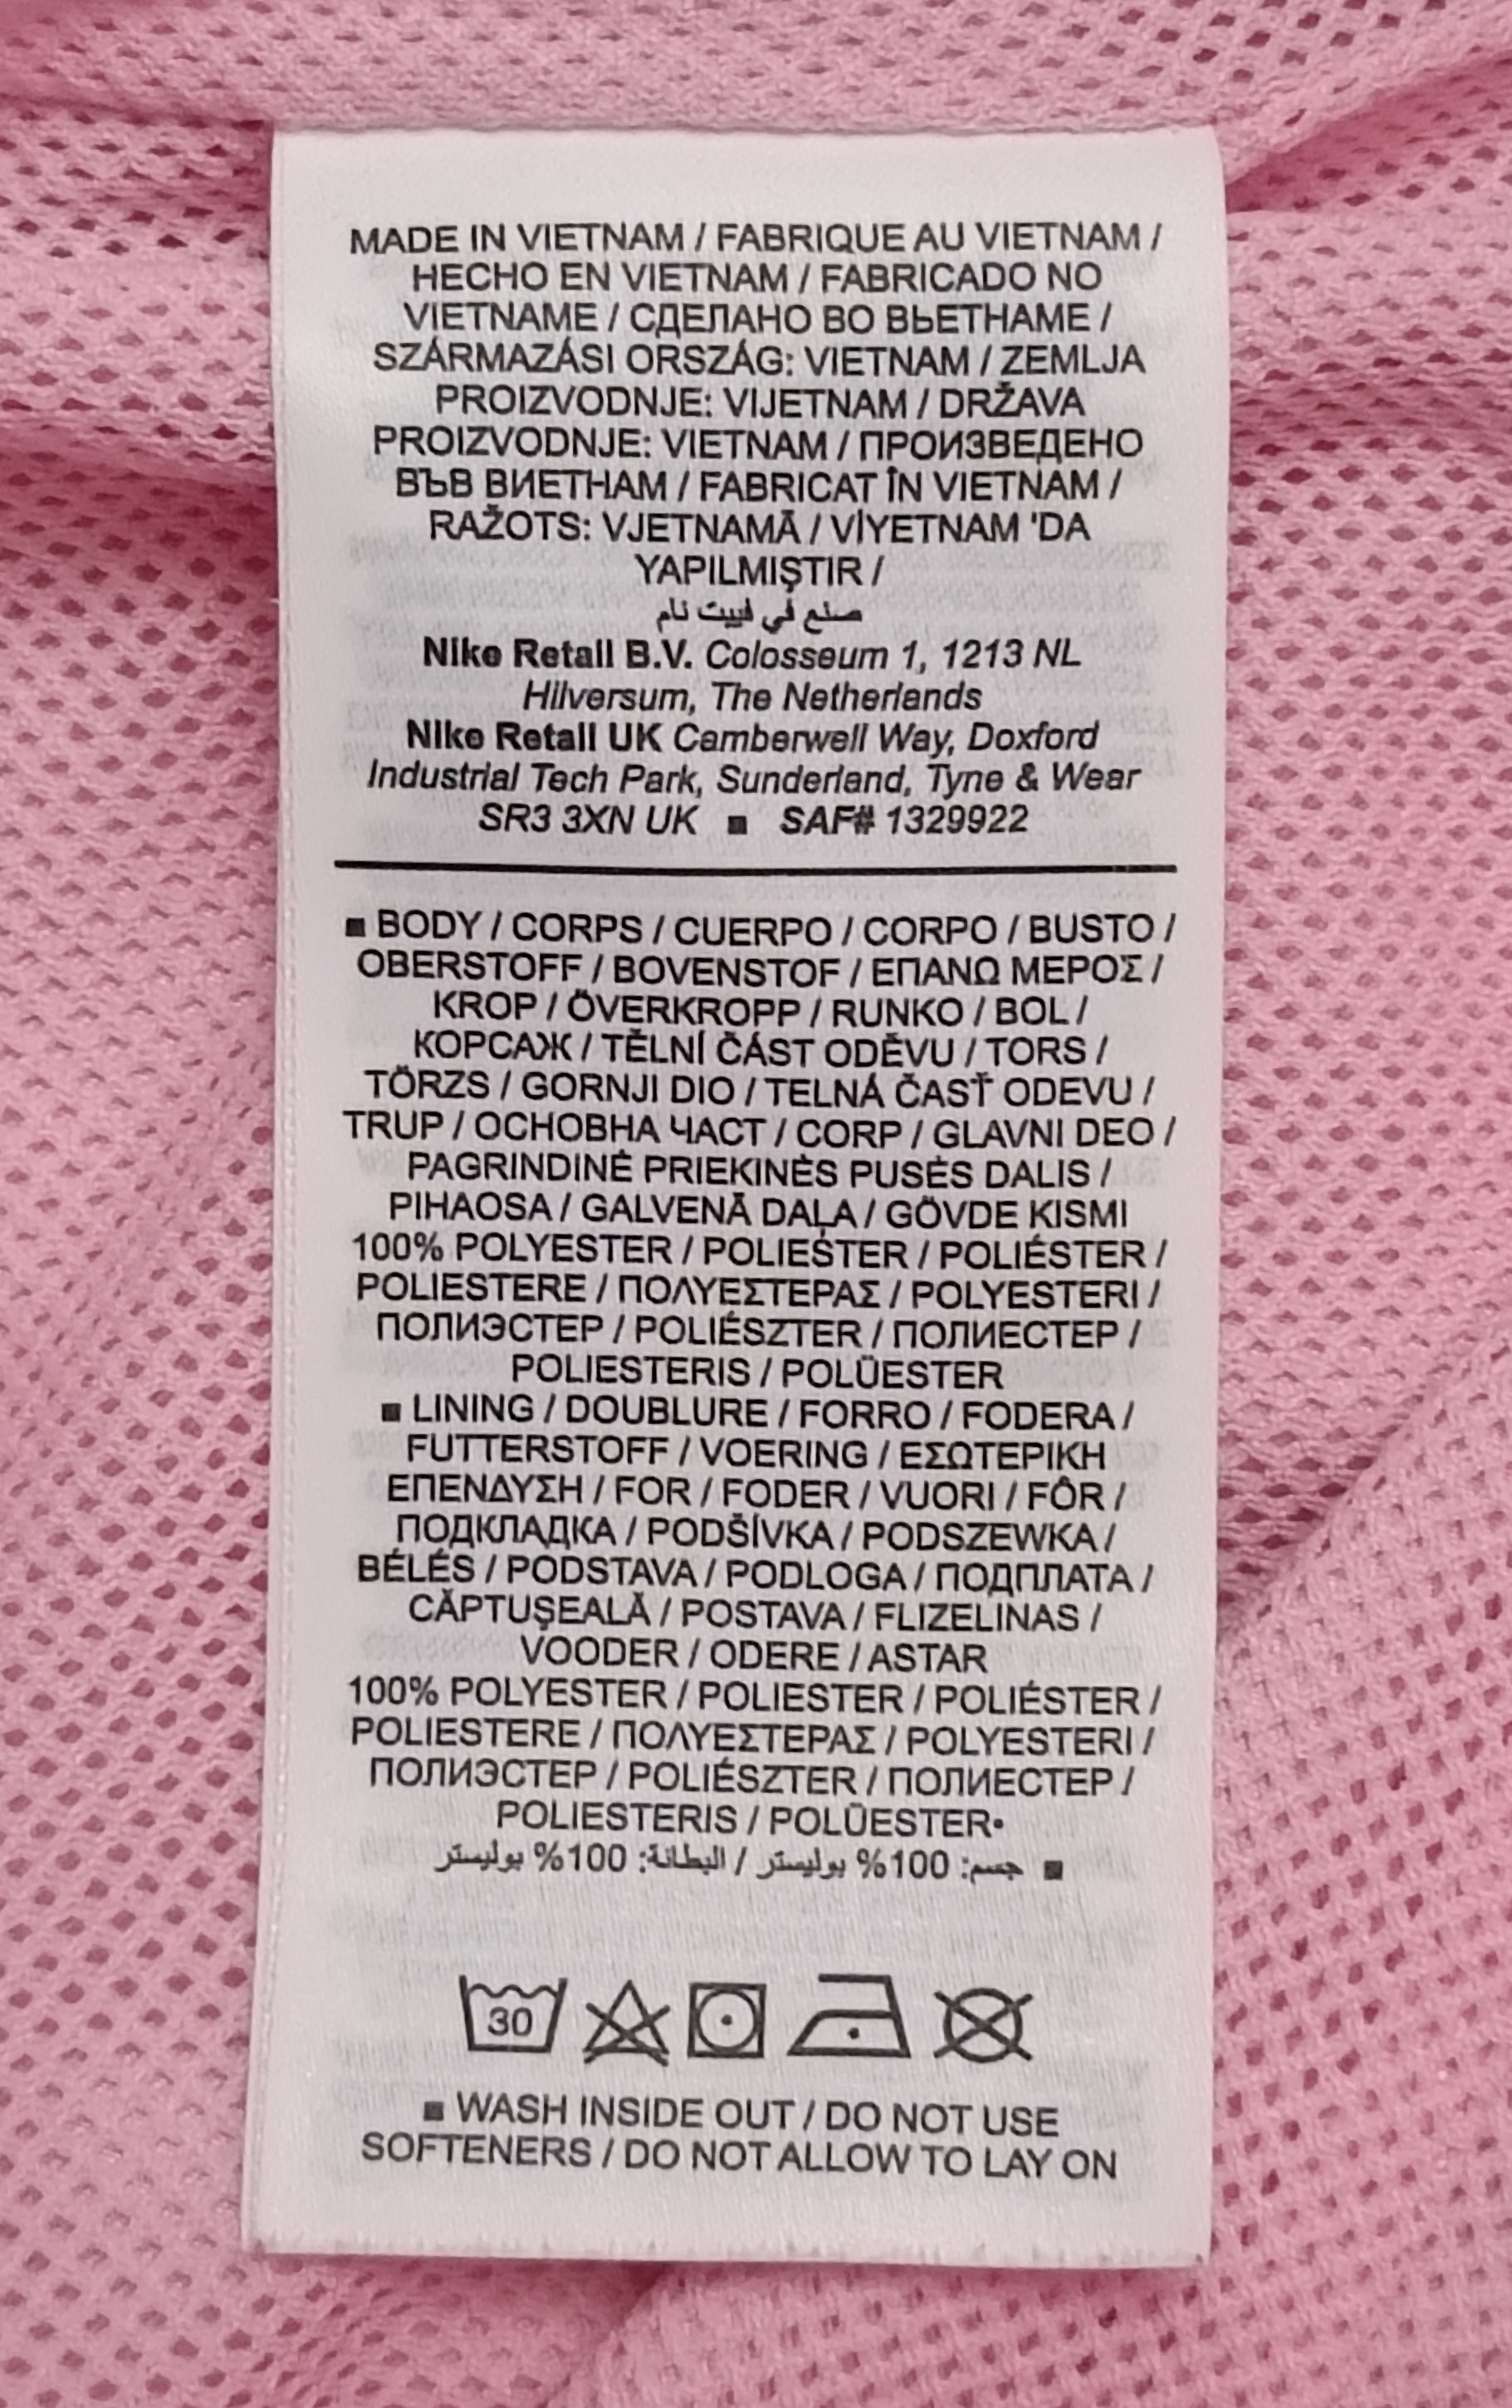 MADE IN VIETNAM / FABRIQUE AU VIETNAM /
HECHO EN VIETNAM / FABRICADO NO
VIETNAME / СДЕЛАНО ВО ВЬЕТНАМЕ /
SZÁRMAZÁSI ORSZÁG: VIETNAM / ZEMLJA
PROIZVODNJE: VIJETNAM / DRŽAVA
PROIZVODNJE: VIETNAM / ПРОИЗВЕДЕНО
ВЪВ ВИЕТНАМ / FABRICAT ÎN VIETNAM /
RAŽOTS: VJETNAMĀ / VİYETNAM 'DA
YAPILMIŞTIR /
صنع في فييت نام
Nike Retail B.V. Colosseum 1, 1213 NL
Hilversum, The Netherlands
Nike Retail UK Camberwell Way, Doxford
Industrial Tech Park, Sunderland, Tyne & Wear
SR3 3XN UK ■ SAF# 1329922
■ BODY / CORPS / CUERPO / CORPO / BUSTO /
OBERSTOFF / BOVENSTOF / ΕΠΑΝΩ ΜΕΡΟΣ /
KROP / ÖVERKROPP / RUNKO / BOL /
КОРСАЖ / TĚLNÍ ČÁST ODĚVU / TORS /
TÖRZS / GORNJI DIO / TELNÁ ČASŤ ODEVU /
TRUP / ОСНОВНА ЧАСТ / CORP / GLAVNI DEO /
PAGRINDINĖ PRIEKINĖS PUSĖS DALIS /
PIHAOSA / GALVENĀ DAĻA / GÖVDE KISMI
100% POLYESTER / POLIESTER / POLIÉSTER /
POLIESTERE / ΠΟΛΥΕΣΤΕΡΑΣ / POLYESTERI /
ПОЛИЭСТЕР / POLIÉSZTER / ПОЛИЕСТЕР /
POLIESTERIS / POLÜESTER
■ LINING / DOUBLURE / FORRO / FODERA /
FUTTERSTOFF / VOERING / ΕΣΩΤΕΡΙΚΗ
ΕΠΕΝΔΥΣΗ / FOR / FODER / VUORI / FÔR /
ПОДКЛАДКА / PODŠÍVKA / PODSZEWKA /
BÉLÉS / PODSTAVA / PODLOGA / ПОДПЛАТА /
CĂPTUŞEALĂ / POSTAVA / FLIZELINAS /
VOODER / ODERE / ASTAR
100% POLYESTER / POLIESTER / POLIÉSTER /
POLIESTERE / ΠΟΛΥΕΣΤΕΡΑΣ / POLYESTERI /
ПОЛИЭСТЕР / POLIÉSZTER / ПОЛИЕСТЕР /
POLIESTERIS / POLÜESTER•
■ جسم: 100% بوليستر / البطانة: 100% بوليستر
30
■ WASH INSIDE OUT / DO NOT USE
SOFTENERS / DO NOT ALLOW TO LAY ON